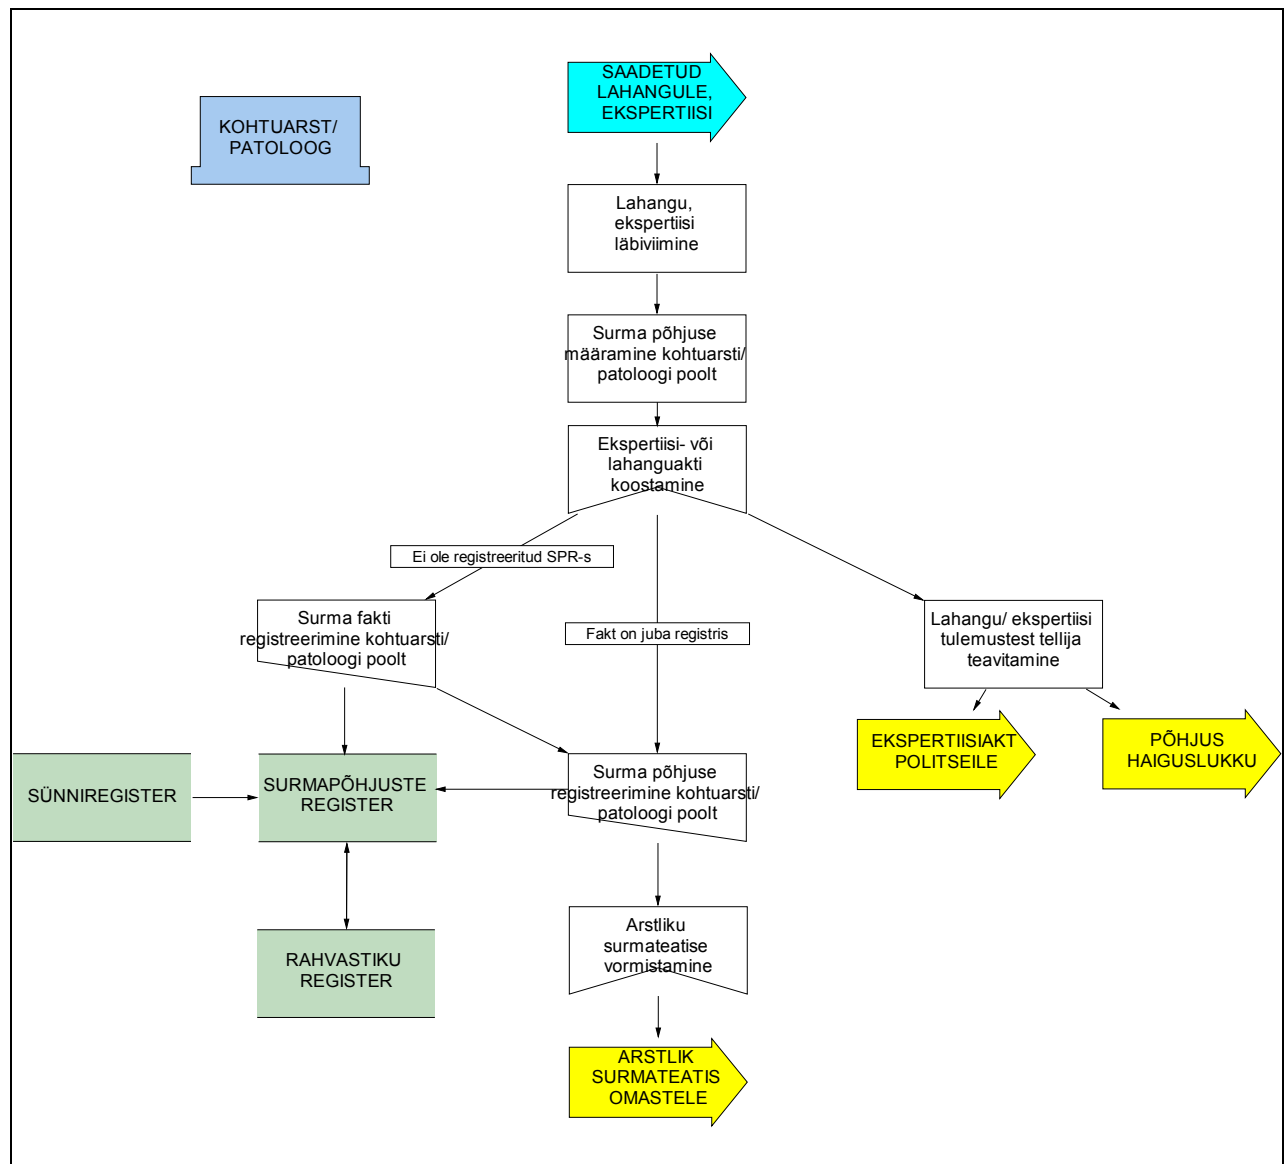 SAADETUD
LAHANGULE,
EKSPERTIISI
KOHTUARST/
PATOLOOG
Lahangu,
ekspertiisi
läbiviimine
Surma põhjuse
määramine kohtuarsti/
patoloogi poolt
Ekspertiisi- või
lahanguakti
koostamine
Ei ole registreeritud SPR-s
Surma fakti
registreerimine kohtuarsti/
patoloogi poolt
Fakt on juba registris
Lahangu/ ekspertiisi
tulemustest tellija
teavitamine
EKSPERTIISIAKT
POLITSEILE
PÕHJUS
HAIGUSLUKKU
SÜNNIREGISTER
SURMAPÕHJUSTE
REGISTER
Surma põhjuse
registreerimine kohtuarsti/
patoloogi poolt
RAHVASTIKU
REGISTER
Arstliku
surmateatise
vormistamine
ARSTLIK
SURMATEATIS
OMASTELE